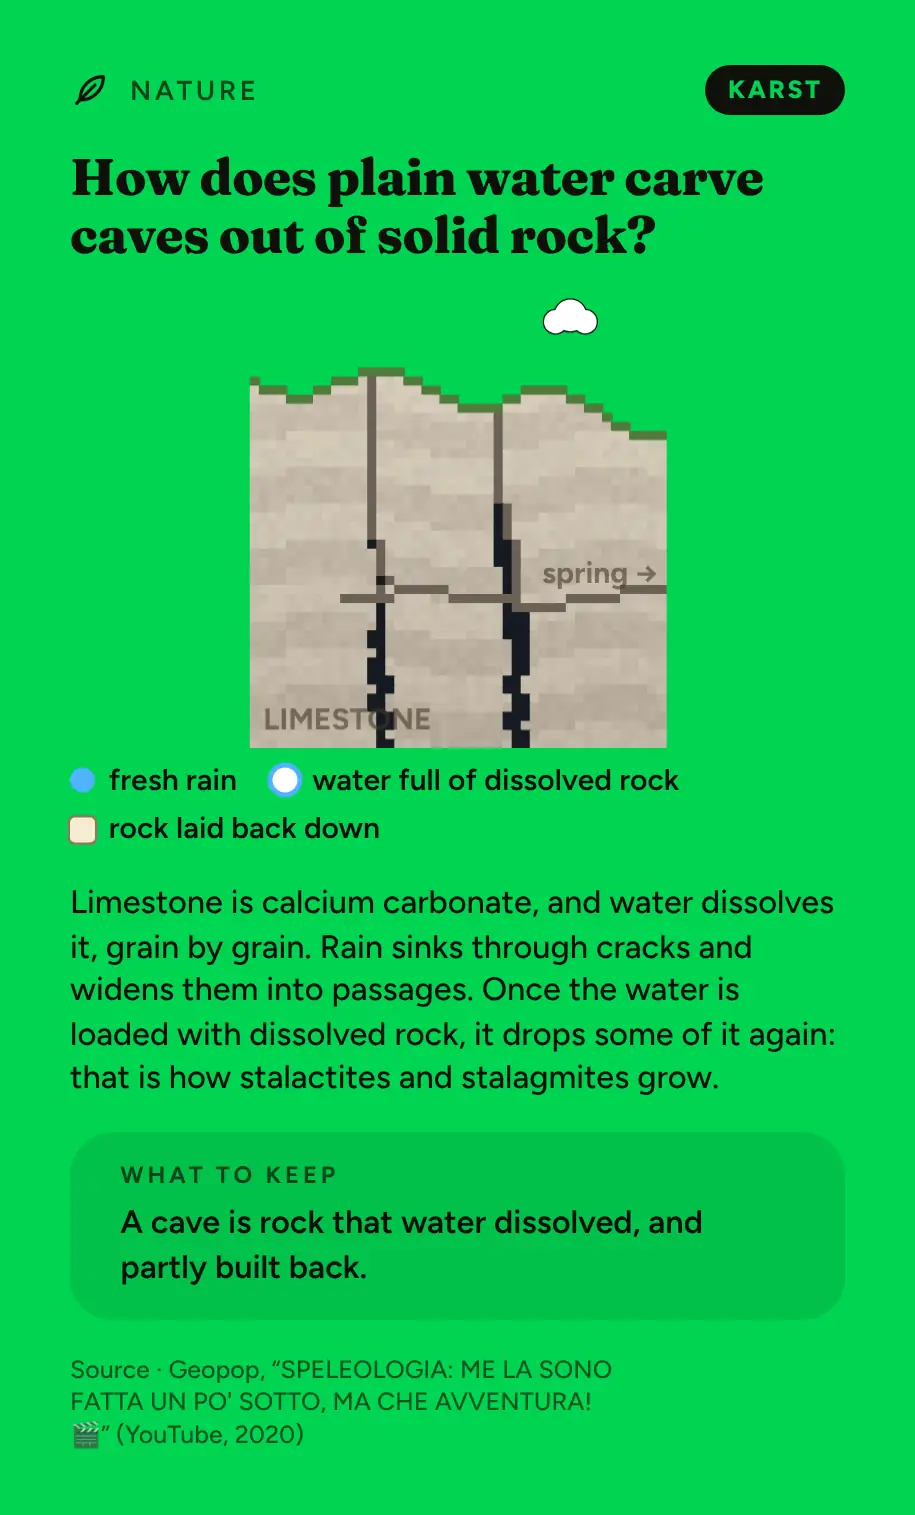 NATURE
KARST
How does plain water carve
caves out of solid rock?
spring →
LIMESTONE
fresh rain
water full of dissolved rock
rock laid back down
Limestone is calcium carbonate, and water dissolves
it, grain by grain. Rain sinks through cracks and
widens them into passages. Once the water is
loaded with dissolved rock, it drops some of it again:
that is how stalactites and stalagmites grow.
WHAT TO KEEP
A cave is rock that water dissolved, and
partly built back.
Source · Geopop, “SPELEOLOGIA: ME LA SONO
FATTA UN PO' SOTTO, MA CHE AVVENTURA!
🎬” (YouTube, 2020)